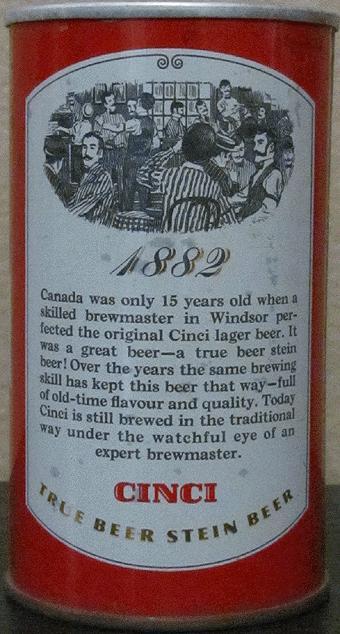 1882
Canada was only 15 years old when a
skilled brewmaster in Windsor per-
fected the original Cinci lager beer. It
was a great beer—a true beer stein
beer! Over the years the same brewing
skill has kept this beer that way—full
of old-time flavour and quality. Today
Cinci is still brewed in the traditional
way under the watchful eye of an
expert brewmaster.
CINCI
TRUE BEER STEIN BEER